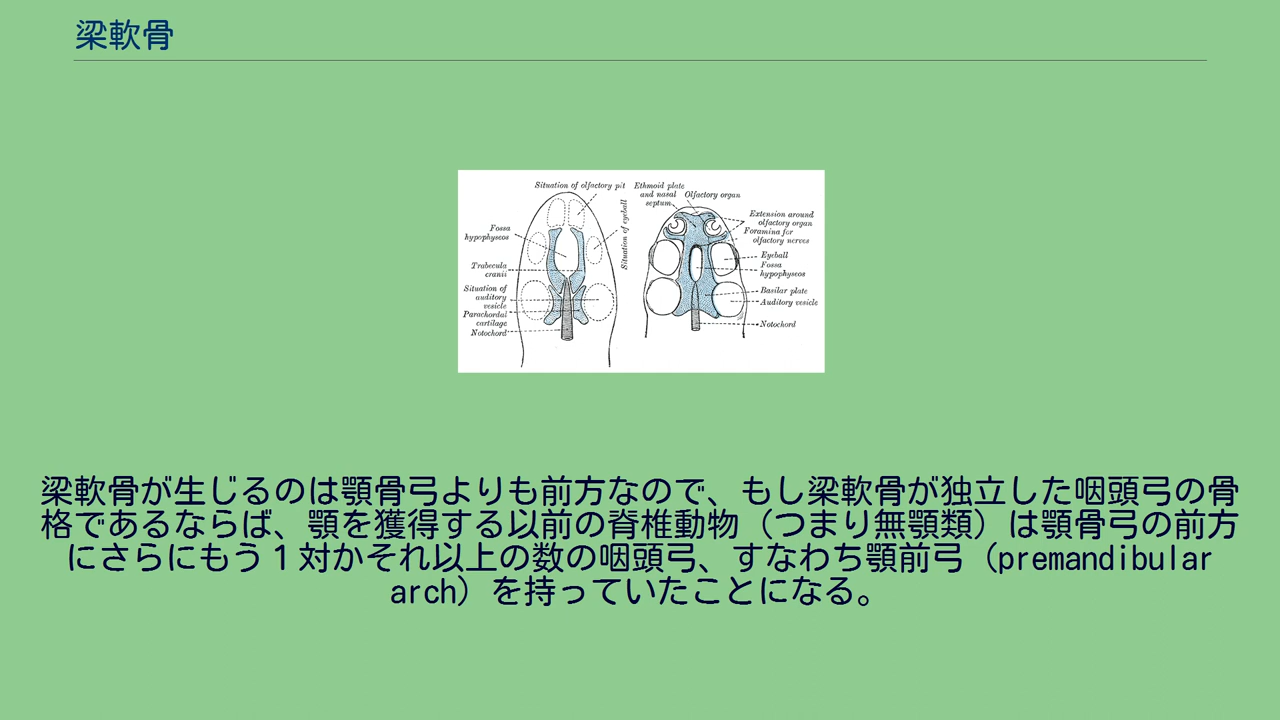 梁軟骨
Situation of olfactory pit
Situation of eyeball
Fossa
hypophyseos
Trabecula
cranii
Situation of
auditory
vesicle
Parachordal
cartilage
Notochord
Ethmoid plate
and nasal
septum
Olfactory organ
Extension around
olfactory organ
Foramina for
olfactory nerves
Eyeball
Fossa
hypophyseos
Basilar plate
Auditory vesicle
Notochord
梁軟骨が生じるのは顎骨弓よりも前方なので、もし梁軟骨が独立した咽頭弓の骨
格であるならば、顎を獲得する以前の脊椎動物（つまり無顎類）は顎骨弓の前方
にさらにもう１対かそれ以上の数の咽頭弓、すなわち顎前弓（premandibular
arch）を持っていたことになる。